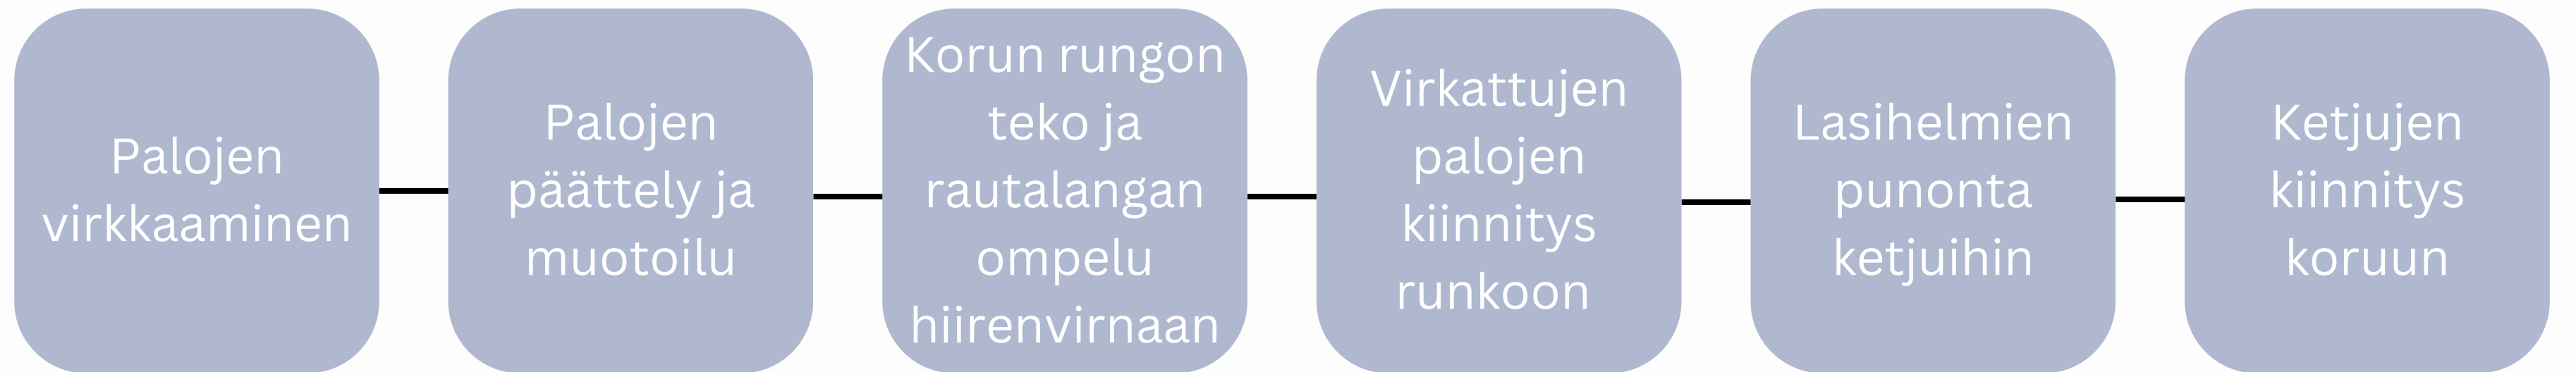 Palojen
virkkaaminen
Palojen
päättely ja
muotoilu
Korun rungon
teko ja
rautalangan
ompelu
hiirenvirnaan
Virkattujen
palojen
kiinnitys
runkoon
Lasihelmien
punonta
ketjuihin
Ketjujen
kiinnitys
koruun